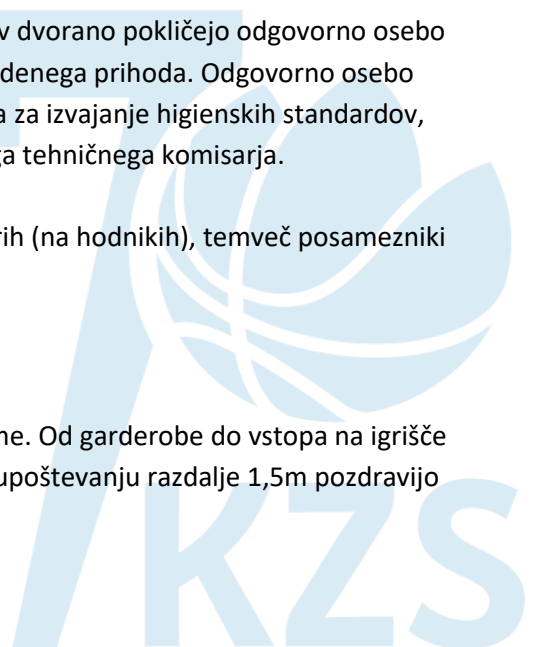 v dvorano pokličejo odgovorno osebo
denega prihoda. Odgovorno osebo
a za izvajanje higienskih standardov,
ga tehničnega komisarja.
rih (na hodnikih), temveč posamezniki
ne. Od garderobe do vstopa na igrišče
upoštevanju razdalje 1,5m pozdravijo
KZS